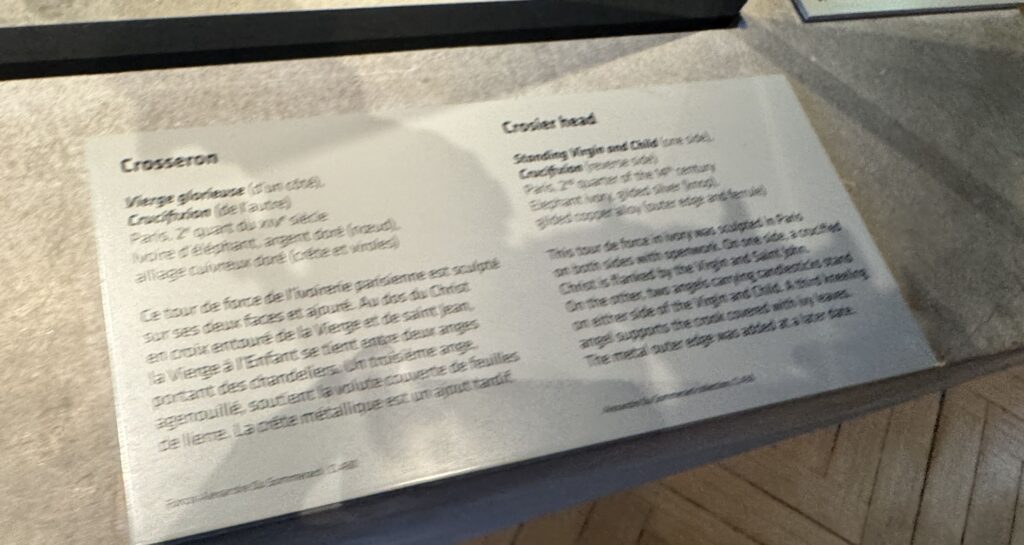 Crosseron
Vierge glorieuse (d'un côté),
Crucifixion (de l'autre)
Paris, 2e quart du XIVe siècle
Ivoire d'éléphant, argent doré (nœud),
alliage cuivreux doré (crête et viroles)
Ce tour de force de l'ivoirerie parisienne est sculpté
sur ses deux faces et ajouré. Au dos du Christ
en croix entouré de la Vierge et de saint Jean,
la Vierge à l'Enfant se tient entre deux anges
portant des chandeliers. Un troisième ange,
agenouillé, soutient la volute couverte de feuilles
de lierre. La crête métallique est un ajout tardif.
Crosier head
Standing Virgin and Child (one side),
Crucifixion (reverse side)
Paris, 2nd quarter of the 14th century
Elephant ivory, gilded silver (knop),
gilded copper alloy (outer edge and ferrule)
This tour de force in ivory was sculpted in Paris
on both sides with openwork. On one side, a crucified
Christ is flanked by the Virgin and Saint John.
On the other, two angels carrying candlesticks stand
on either side of the Virgin and Child. A third kneeling
angel supports the crook covered with ivy leaves.
The metal outer edge was added at a later date.